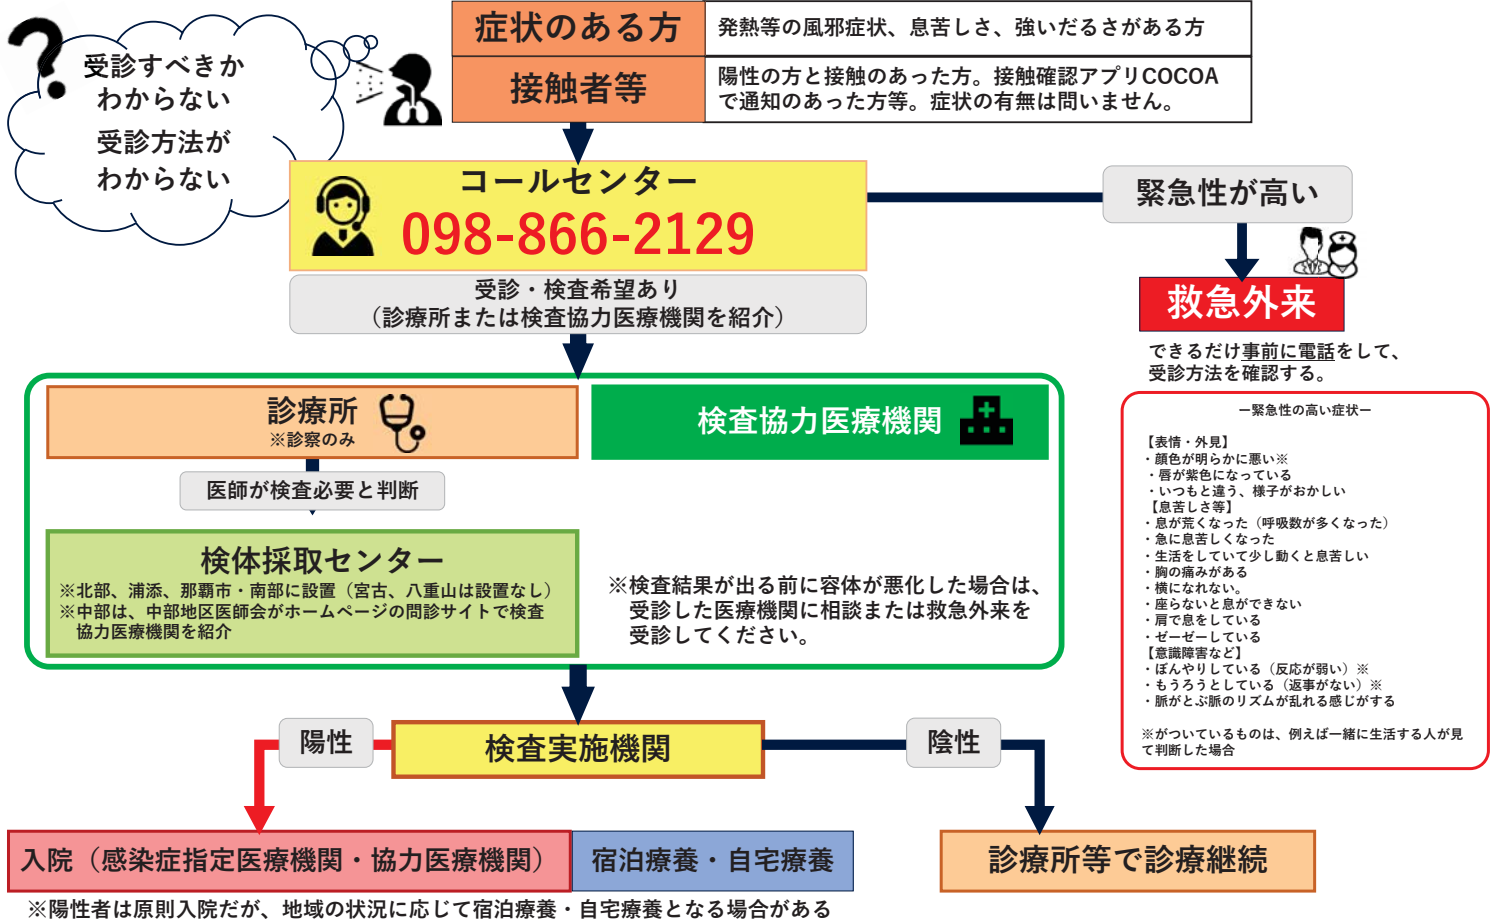 ?
受診すべきか
わからない
受診方法が
わからない
症状のある方
発熱等の風邪症状、息苦しさ、強いだるさがある方
接触者等
陽性の方と接触のあった方。接触確認アプリCOCOA
で通知のあった方等。症状の有無は問いません。
コールセンター
098-866-2129
緊急性が高い
受診・検査希望あり
（診療所または検査協力医療機関を紹介）
救急外来
できるだけ事前に電話をして、
受診方法を確認する。
診療所
※診察のみ
検査協力医療機関
医師が検査必要と判断
検体採取センター
※北部、浦添、那覇市・南部に設置（宮古、八重山は設置なし）
※中部は、中部地区医師会がホームページの問診サイトで検査
協力医療機関を紹介
※検査結果が出る前に容体が悪化した場合は、
受診した医療機関に相談または救急外来を
受診してください。
ー緊急性の高い症状ー
【表情・外見】
・顔色が明らかに悪い※
・唇が紫色になっている
・いつもと違う、様子がおかしい
【息苦しさ等】
・息が荒くなった（呼吸数が多くなった）
・急に息苦しくなった
・生活をしていて少し動くと息苦しい
・胸の痛みがある
・横になれない。
・座らないと息ができない
・肩で息をしている
・ゼーゼーしている
【意識障害など】
・ぼんやりしている（反応が弱い）※
・もうろうとしている（返事がない）※
・脈がとぶ脈のリズムが乱れる感じがする
※がついているものは、例えば一緒に生活する人が見
て判断した場合
陽性
検査実施機関
陰性
入院（感染症指定医療機関・協力医療機関）
宿泊療養・自宅療養
診療所等で診療継続
※陽性者は原則入院だが、地域の状況に応じて宿泊療養・自宅療養となる場合がある